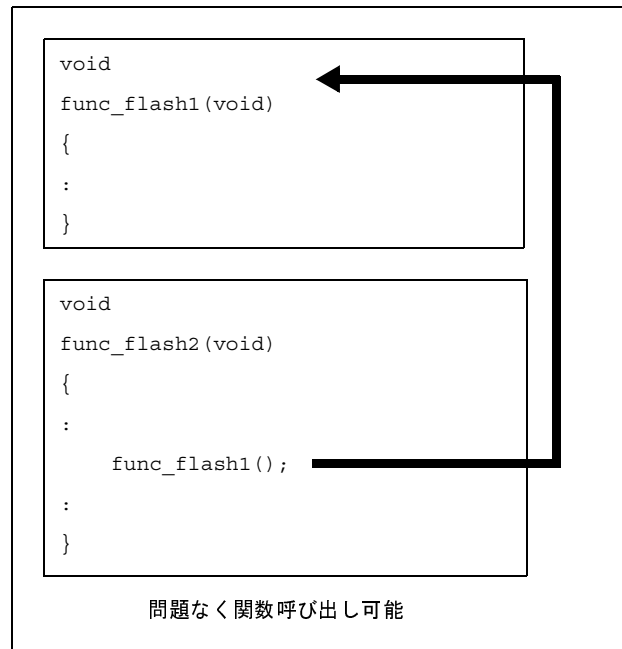 void
func_flash1(void)
{
:
}
void
func_flash2(void)
{
:
func_flash1();
:
}
問題なく関数呼び出し可能